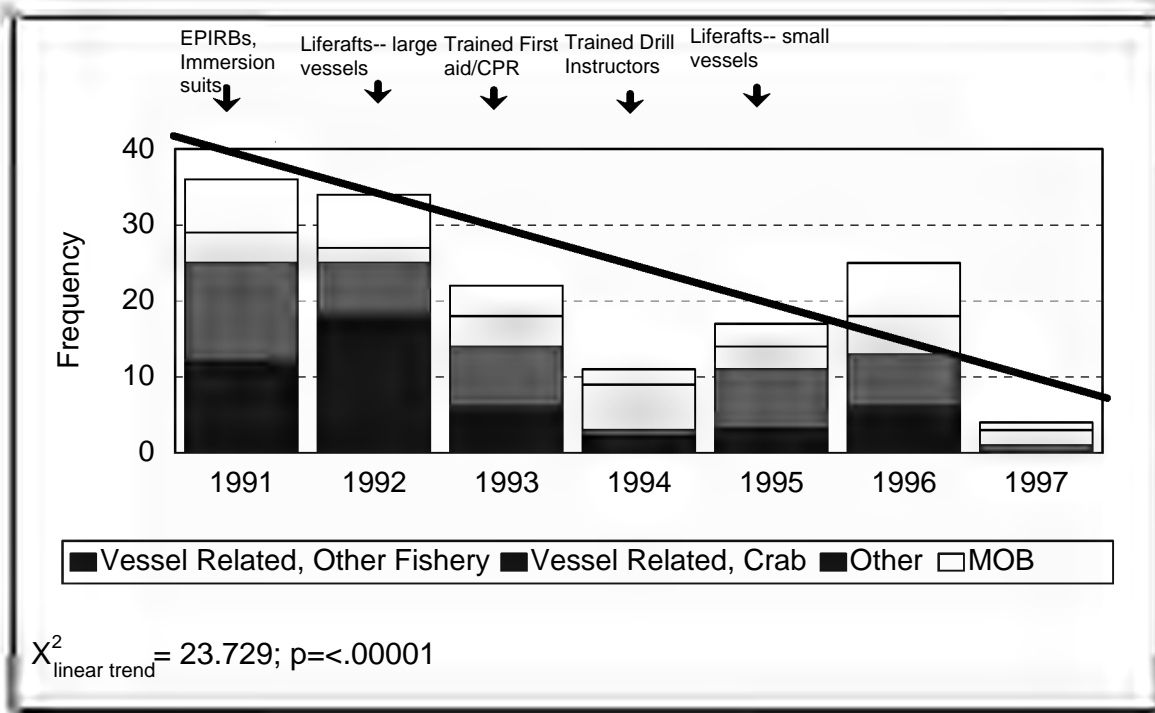 EPIRBs,
Immersion
suits
Liferafts-- large
vessels
Trained First
aid/CPR
Trained Drill
Instructors
Liferafts-- small
vessels
40
30
20
10
0
Frequency
1991 1992 1993 1994 1995 1996 1997
Vessel Related, Other Fishery Vessel Related, Crab Other MOB
X² linear trend = 23.729; p=<.00001